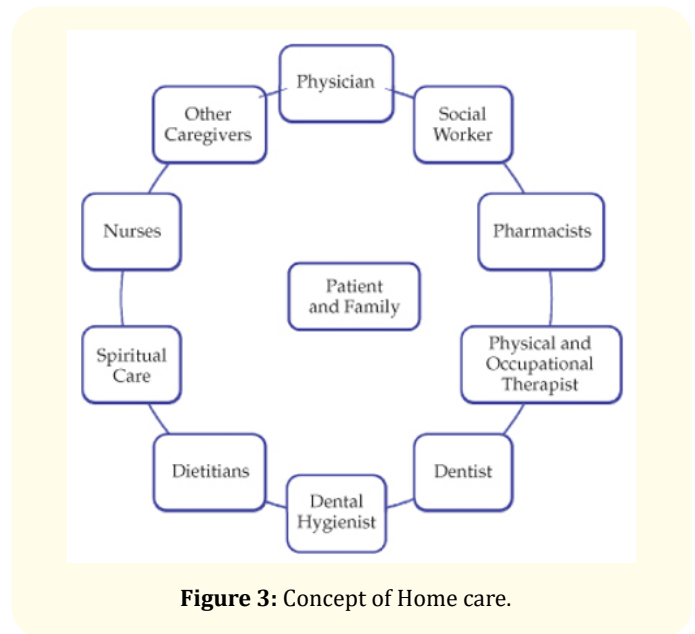 Physician
Social
Worker
Pharmacists
Physical and
Occupational
Therapist
Dentist
Dental
Hygienist
Dietitians
Spiritual
Care
Nurses
Other
Caregivers
Patient
and Family
Figure 3: Concept of Home care.